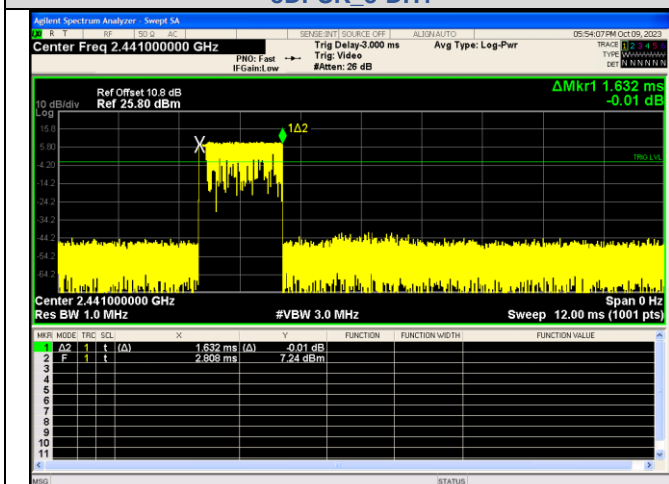 Agilent Spectrum Analyzer - Swept SA
R T RF 50 Ω AC SENSE:INT SOURCE OFF ALIGNAUTO 05:54:07PM Oct 09, 2023
Center Freq 2.441000000 GHz
PNO: Fast
IFGain:Low
Trig Delay-3.000 ms
Trig: Video
#Atten: 26 dB
Avg Type: Log-Pwr
TRACE 1 2 3 4 5 6
TYPE WWWWWW
DET N N N N N N
ΔMkr1 1.632 ms
-0.01 dB
Ref Offset 10.8 dB
10 dB/div Ref 25.80 dBm
Log
15.8
5.80
-4.20
-14.2
-24.2
-34.2
-44.2
-54.2
-64.2
X
1Δ2
TRIG LVL
Center 2.441000000 GHz Span 0 Hz
Res BW 1.0 MHz #VBW 3.0 MHz Sweep 12.00 ms (1001 pts)
MKR MODE TRC SCL X Y FUNCTION FUNCTION WIDTH FUNCTION VALUE
1 Δ2 1 t (Δ) 1.632 ms (Δ) -0.01 dB
2 F 1 t 2.808 ms 7.24 dBm
3
4
5
6
7
8
9
10
11
MSG STATUS